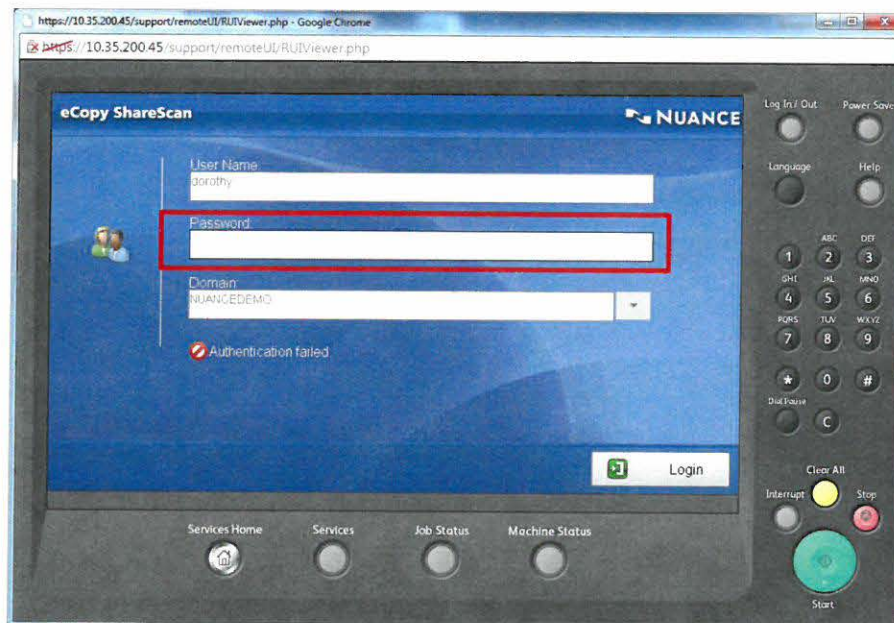 https://10.35.200.45/support/remoteUI/RUIViewer.php - Google Chrome
https://10.35.200.45/support/remoteUI/RUIViewer.php
eCopy ShareScan
NUANCE
User Name:
dorothy
Password:
Domain:
NUANCEDEMO
Authentication failed
Login
Log In / Out
Power Save
Language
Help
ABC
DEF
1
2
3
GHI
JKL
MNO
4
5
6
PQRS
TUV
WXYZ
7
8
9
*
0
#
Dial Pause
C
Clear All
Interrupt
Stop
Start
Services Home
Services
Job Status
Machine Status